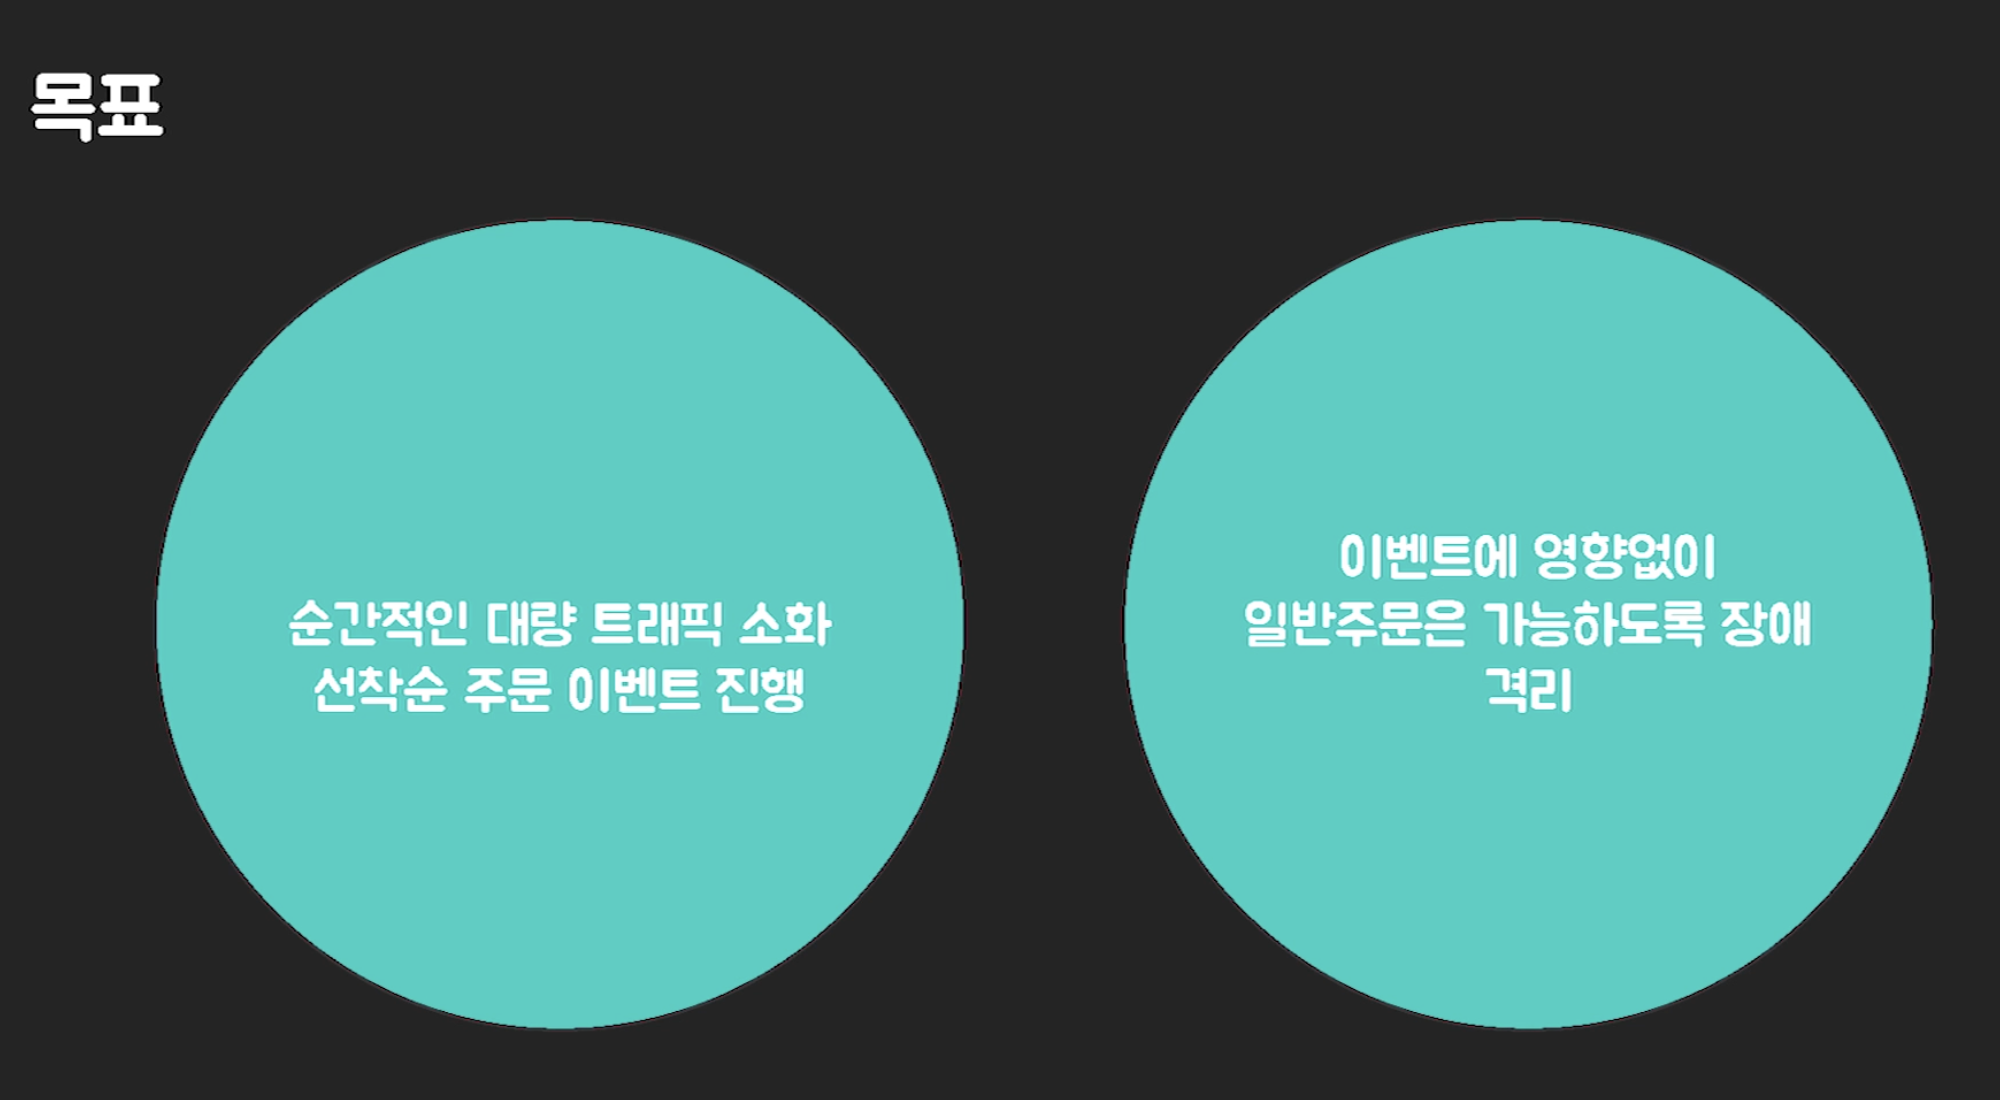 목표
순간적인 대량 트래픽 소화
선착순 주문 이벤트 진행
이벤트에 영향없이
일반주문은 가능하도록 장애
격리